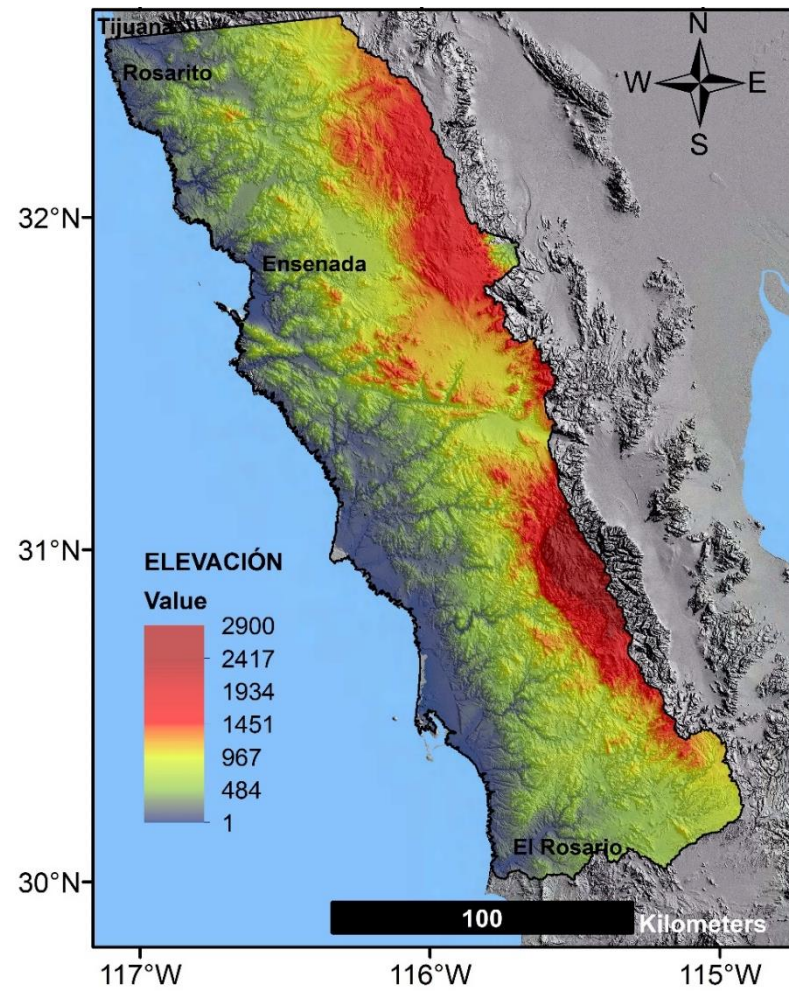 Tijuana
N
Rosarito
W E
S
32°N
Ensenada
31°N
ELEVACIÓN
Value
2900
2417
1934
1451
967
484
1
El Rosario
30°N
100 Kilometers
117°W 116°W 115°W